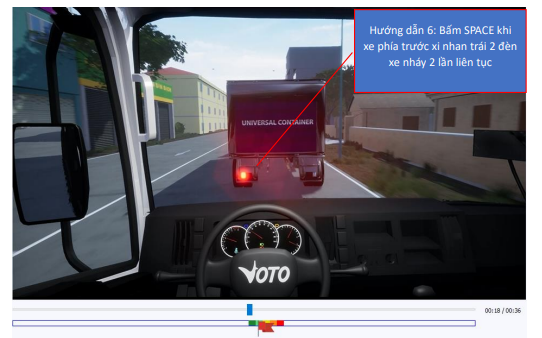 Hướng dẫn 6: Bấm SPACE khi
xe phía trước xi nhan trái 2 đèn
xe nháy 2 lần liên tục
UNIVERSAL CONTAINER
VOTO
00:18 / 00:36